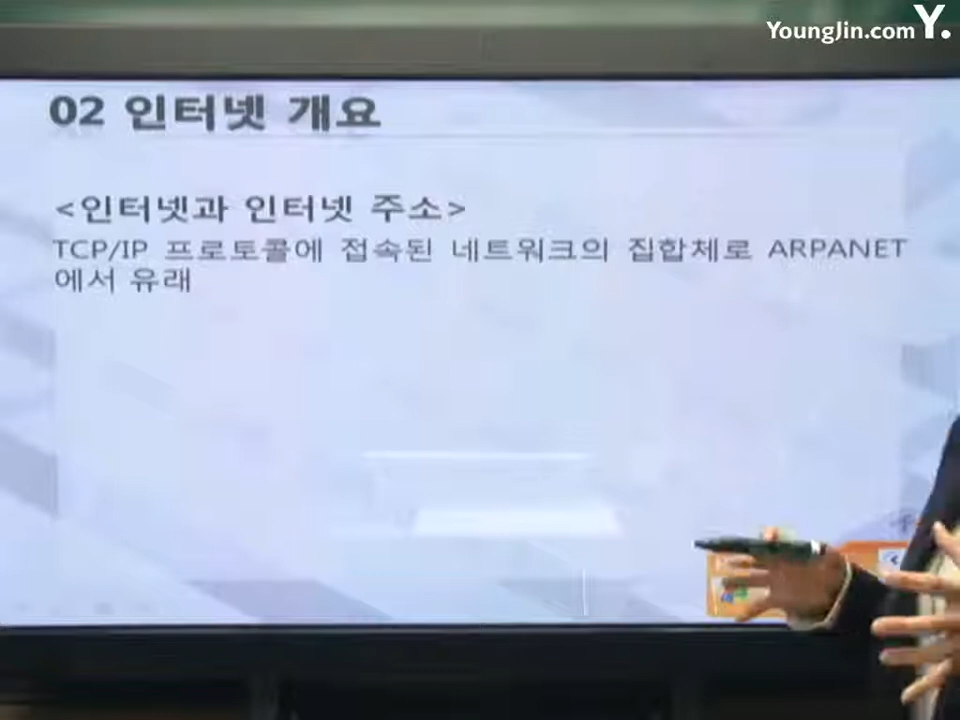 YoungJin.com Y.
02 인터넷 개요
<인터넷과 인터넷 주소>
TCP/IP 프로토콜에 접속된 네트워크의 집합체로 ARPANET
에서 유래